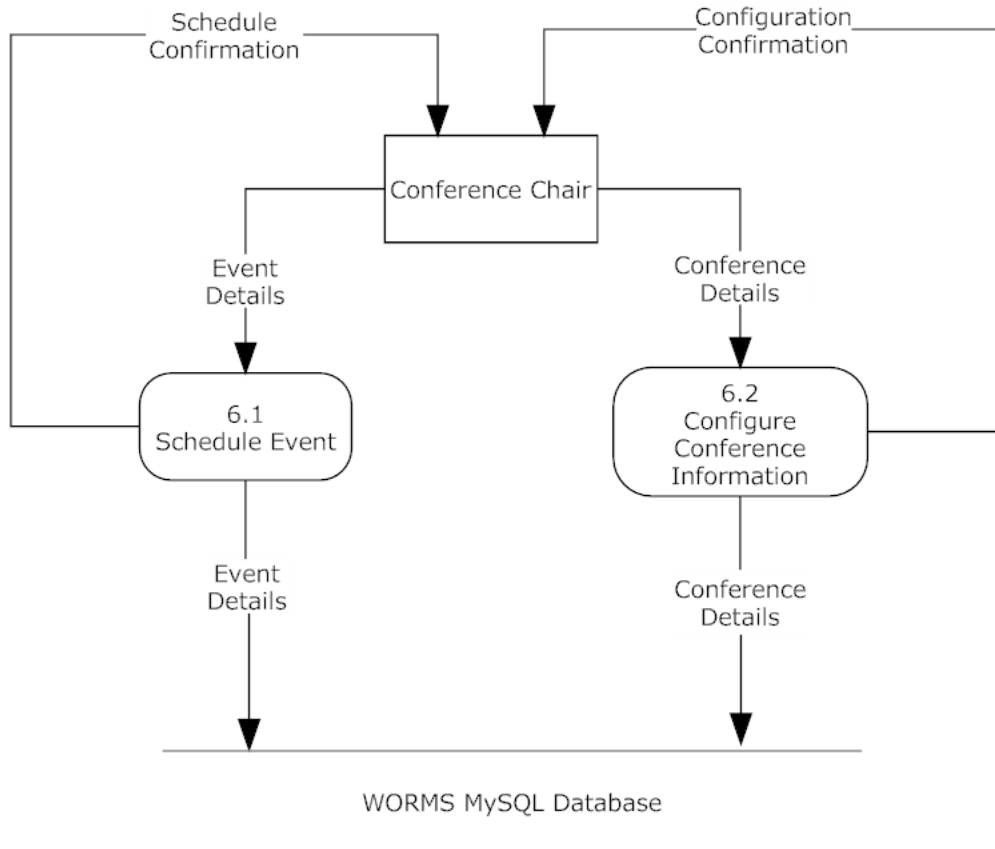 Schedule
Confirmation
Configuration
Confirmation
Conference Chair
Event
Details
Conference
Details
6.1
Schedule Event
6.2
Configure
Conference
Information
Event
Details
Conference
Details
WORMS MySQL Database